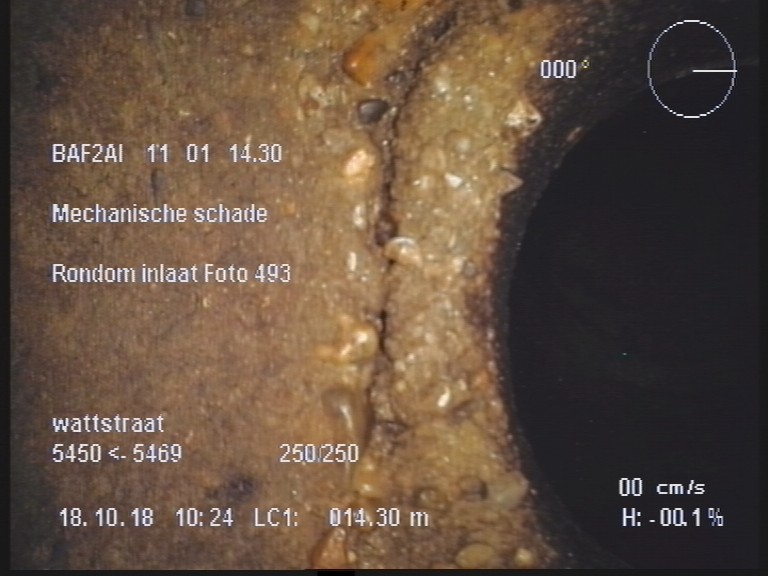 000°
BAF2AI 11 01 14.30
Mechanische schade
Rondom inlaat Foto 493
wattstraat
5450 <- 5469 250/250
00 cm/s
18.10.18 10:24 LC1: 014.30 m H: -00.1 %